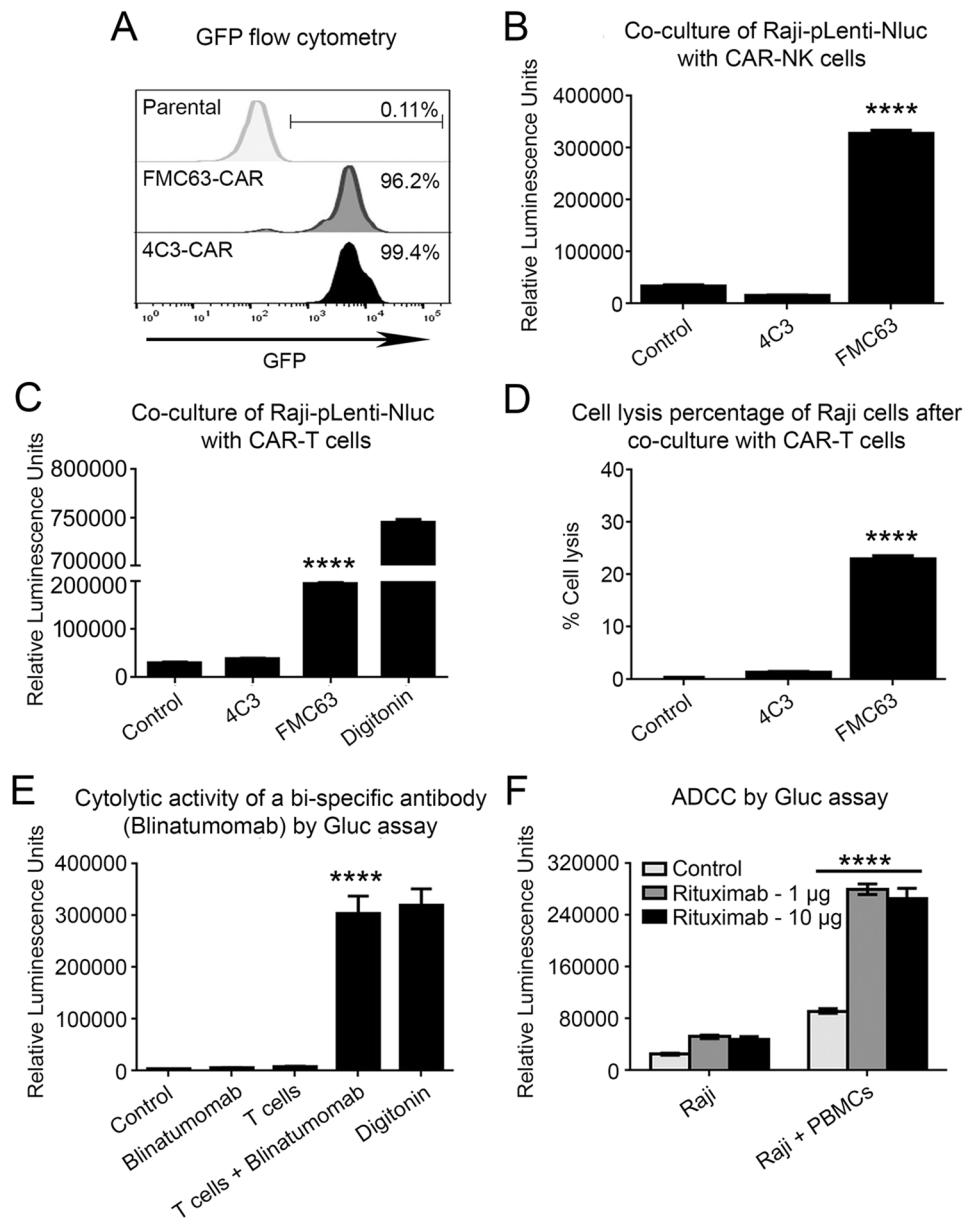 A
GFP flow cytometry
Parental
0.11%
FMC63-CAR
96.2%
4C3-CAR
99.4%
10⁰ 10¹ 10² 10³ 10⁴ 10⁵
GFP
B
Co-culture of Raji-pLenti-Nluc
with CAR-NK cells
Relative Luminescence Units
400000
300000
200000
100000
0
****
Control
4C3
FMC63
C
Co-culture of Raji-pLenti-Nluc
with CAR-T cells
Relative Luminescence Units
800000
750000
700000
200000
100000
0
****
Control
4C3
FMC63
Digitonin
D
Cell lysis percentage of Raji cells after
co-culture with CAR-T cells
% Cell lysis
40
30
20
10
0
****
Control
4C3
FMC63
E
Cytolytic activity of a bi-specific antibody
(Blinatumomab) by Gluc assay
Relative Luminescence Units
400000
300000
200000
100000
0
****
Control
Blinatumomab
T cells
T cells + Blinatumomab
Digitonin
F
ADCC by Gluc assay
Relative Luminescence Units
320000
240000
160000
80000
0
Control
Rituximab - 1 µg
Rituximab - 10 µg
****
Raji
Raji + PBMCs